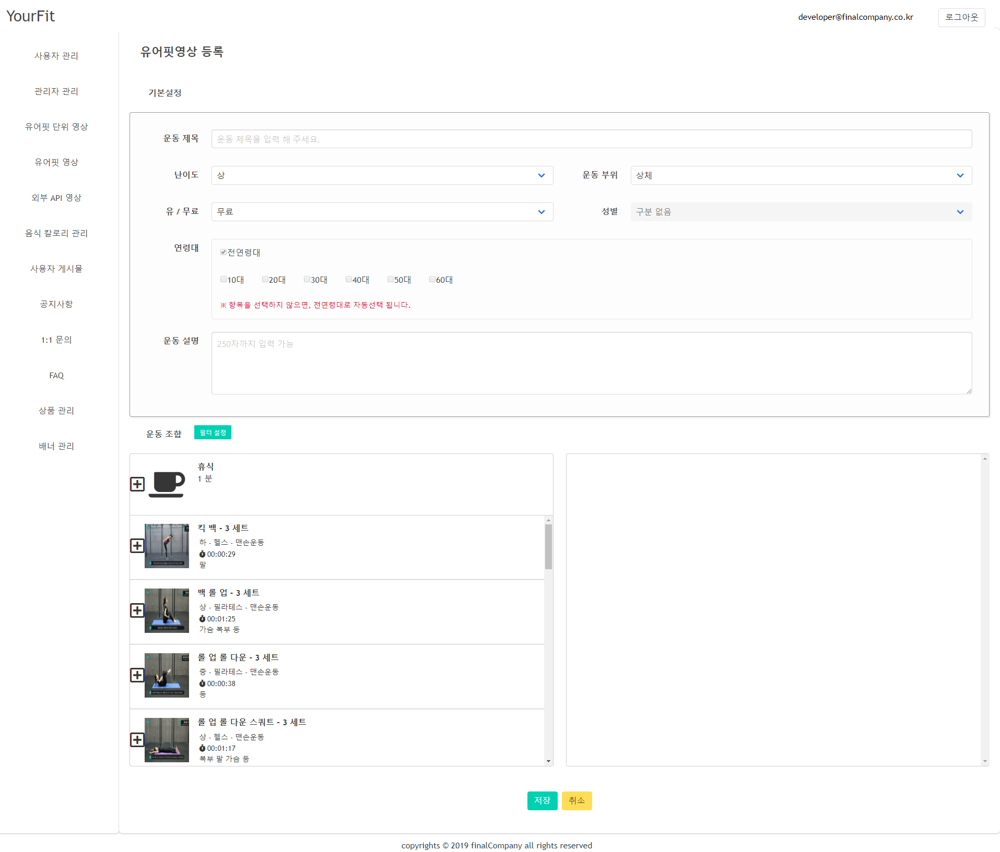 YourFit
developer@finalcompany.co.kr
로그아웃
사용자 관리
관리자 관리
유어핏 단위 영상
유어핏 영상
외부 API 영상
음식 칼로리 관리
사용자 게시물
공지사항
1:1 문의
FAQ
상품 관리
배너 관리
유어핏영상 등록
기본설정
운동 제목
운동 제목을 입력 해 주세요.
난이도
상
운동 부위
상체
유 / 무료
무료
성별
구분 없음
연령대
전연령대
10대 20대 30대 40대 50대 60대
※ 항목을 선택하지 않으면, 전연령대로 자동선택 됩니다.
운동 설명
250자까지 입력 가능
운동 조합
필터 설정
휴식
1 분
킥 백 - 3 세트
하 - 헬스 - 맨손운동
00:00:29
팔
백 롤 업 - 3 세트
상 - 필라테스 - 맨손운동
00:01:25
가슴 복부 등
롤 업 롤 다운 - 3 세트
중 - 필라테스 - 맨손운동
00:00:38
등
롤 업 롤 다운 스쿼트 - 3 세트
상 - 헬스 - 맨손운동
00:01:17
복부 팔 가슴 등
저장
취소
copyrights © 2019 finalCompany all rights reserved